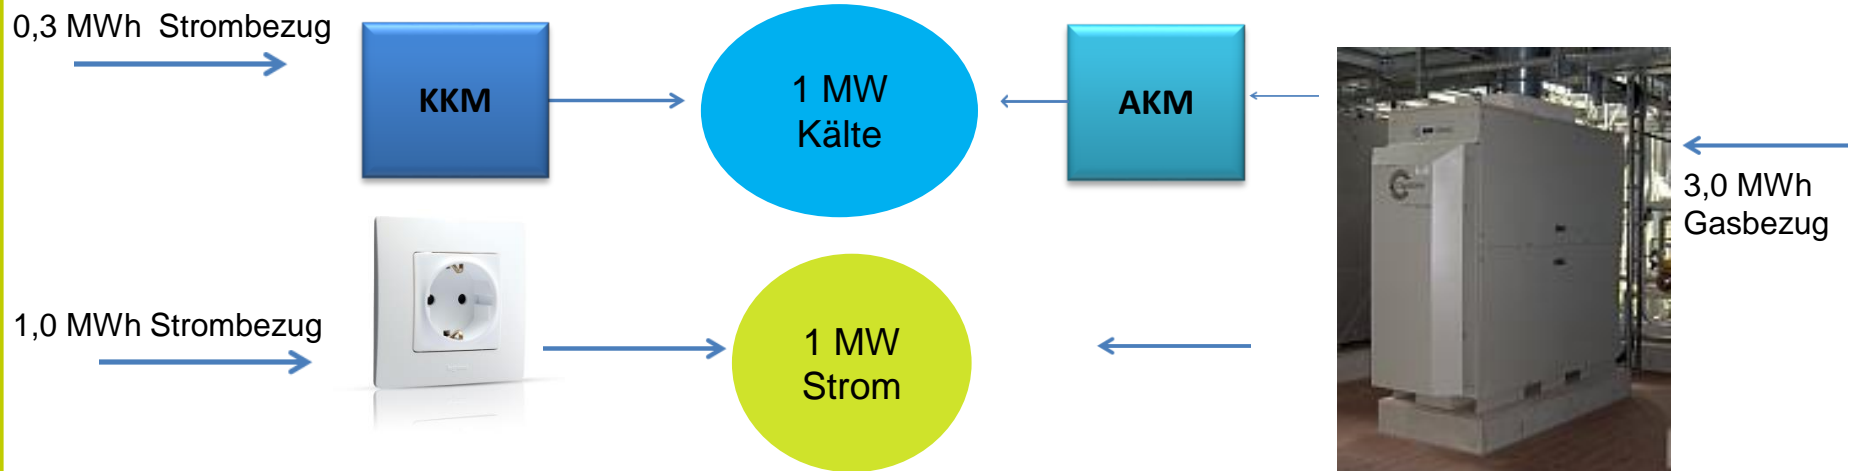 0,3 MWh Strombezug
KKM
1 MW
Kälte
AKM
3,0 MWh
Gasbezug
1,0 MWh Strombezug
1 MW
Strom